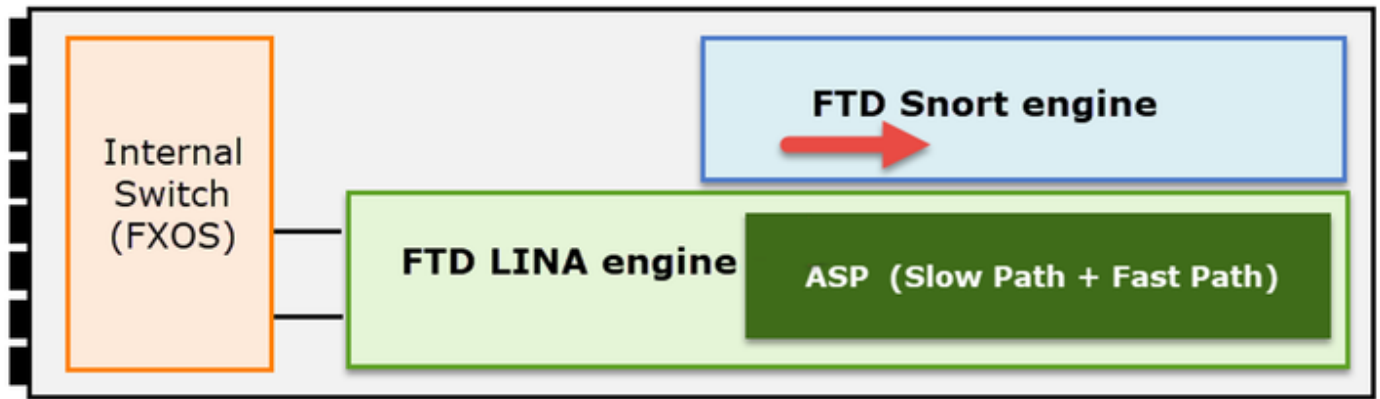 Internal
Switch
(FXOS)
FTD Snort engine
FTD LINA engine
ASP (Slow Path + Fast Path)